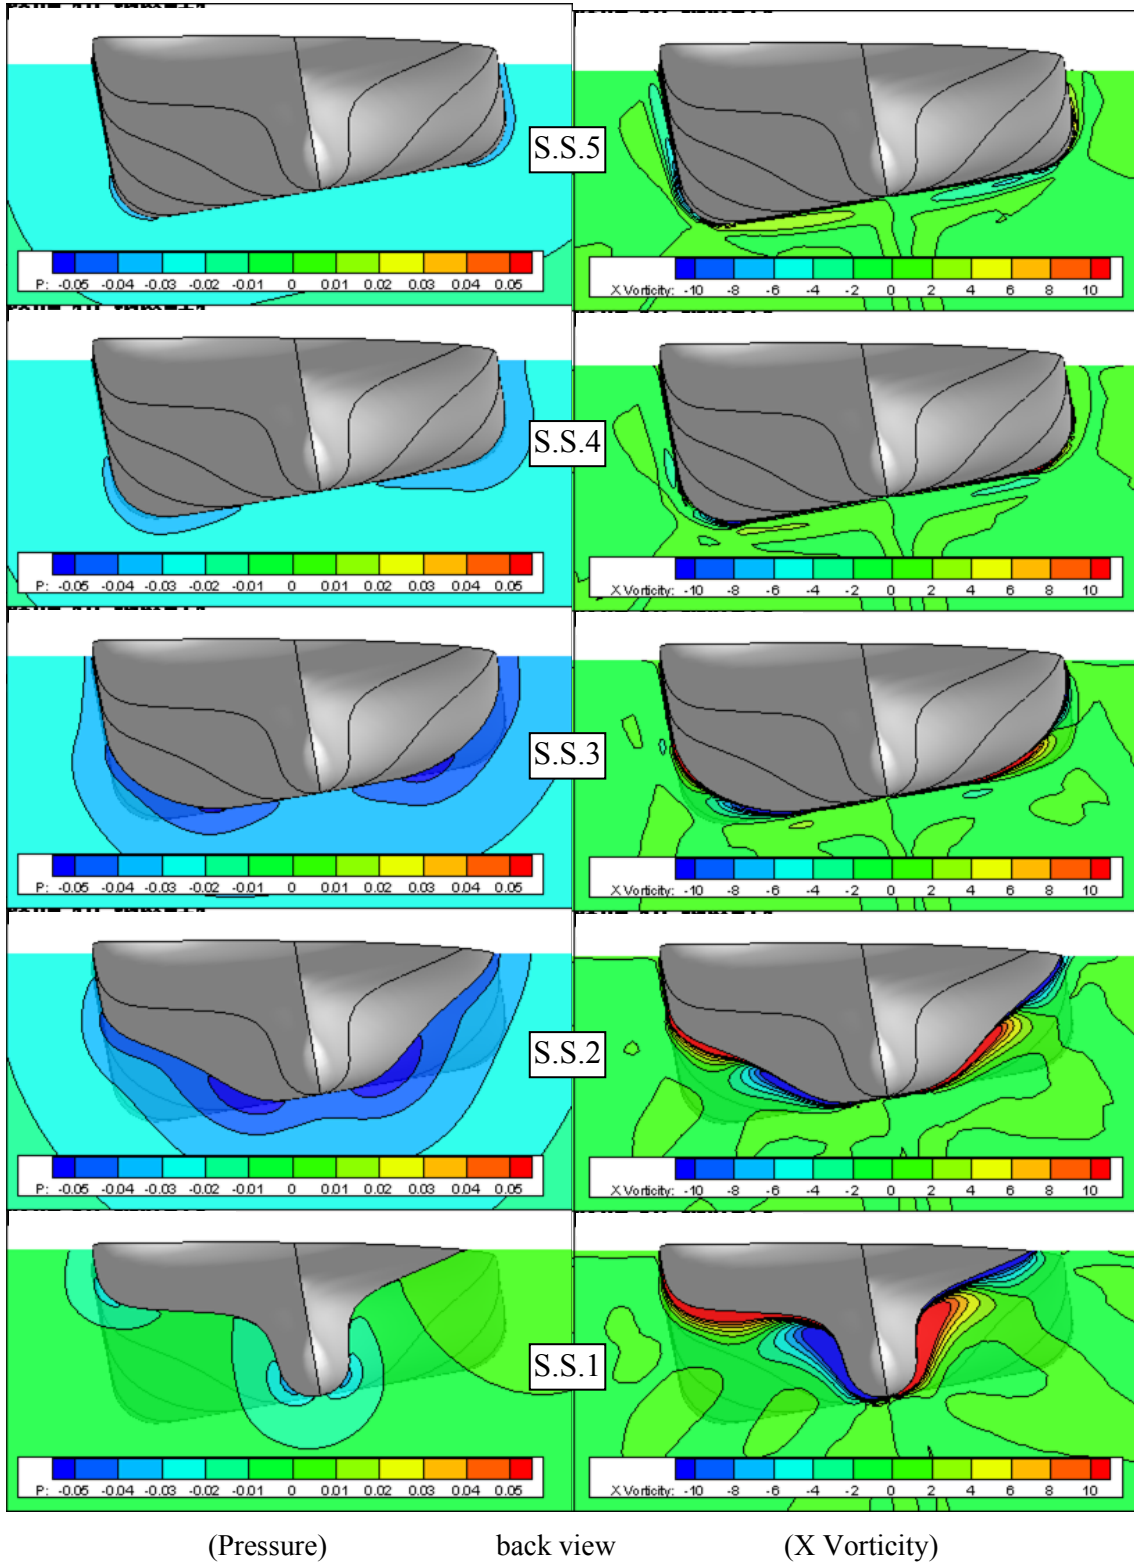 S.S.5
P: -0.05 -0.04 -0.03 -0.02 -0.01 0 0.01 0.02 0.03 0.04 0.05
X Vorticity: -10 -8 -6 -4 -2 0 2 4 6 8 10
S.S.4
P: -0.05 -0.04 -0.03 -0.02 -0.01 0 0.01 0.02 0.03 0.04 0.05
X Vorticity: -10 -8 -6 -4 -2 0 2 4 6 8 10
S.S.3
P: -0.05 -0.04 -0.03 -0.02 -0.01 0 0.01 0.02 0.03 0.04 0.05
X Vorticity: -10 -8 -6 -4 -2 0 2 4 6 8 10
S.S.2
P: -0.05 -0.04 -0.03 -0.02 -0.01 0 0.01 0.02 0.03 0.04 0.05
X Vorticity: -10 -8 -6 -4 -2 0 2 4 6 8 10
S.S.1
P: -0.05 -0.04 -0.03 -0.02 -0.01 0 0.01 0.02 0.03 0.04 0.05
X Vorticity: -10 -8 -6 -4 -2 0 2 4 6 8 10
(Pressure) back view (X Vorticity)